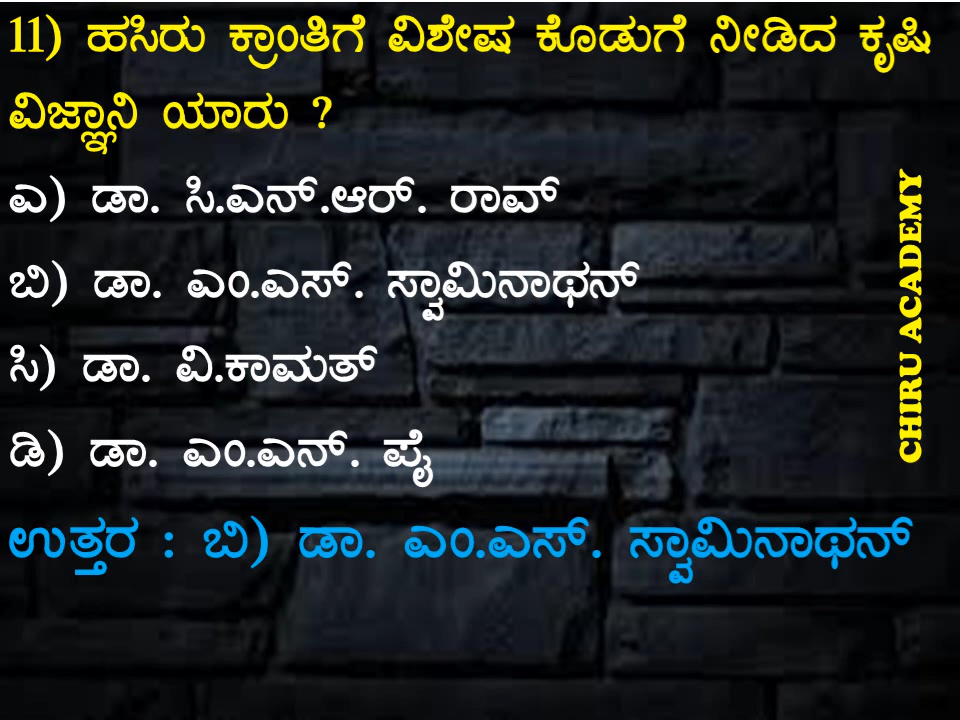 11) ಹಸಿರು ಕ್ರಾಂತಿಗೆ ವಿಶೇಷ ಕೊಡುಗೆ ನೀಡಿದ ಕೃಷಿ
ವಿಜ್ಞಾನಿ ಯಾರು ?
ಎ) ಡಾ. ಸಿ.ಎನ್.ಆರ್. ರಾವ್
ಬಿ) ಡಾ. ಎಂ.ಎಸ್. ಸ್ವಾಮಿನಾಥನ್
ಸಿ) ಡಾ. ವಿ.ಕಾಮತ್
ಡಿ) ಡಾ. ಎಂ.ಎನ್. ಪೈ
ಉತ್ತರ : ಬಿ) ಡಾ. ಎಂ.ಎಸ್. ಸ್ವಾಮಿನಾಥನ್
CHIRU ACADEMY